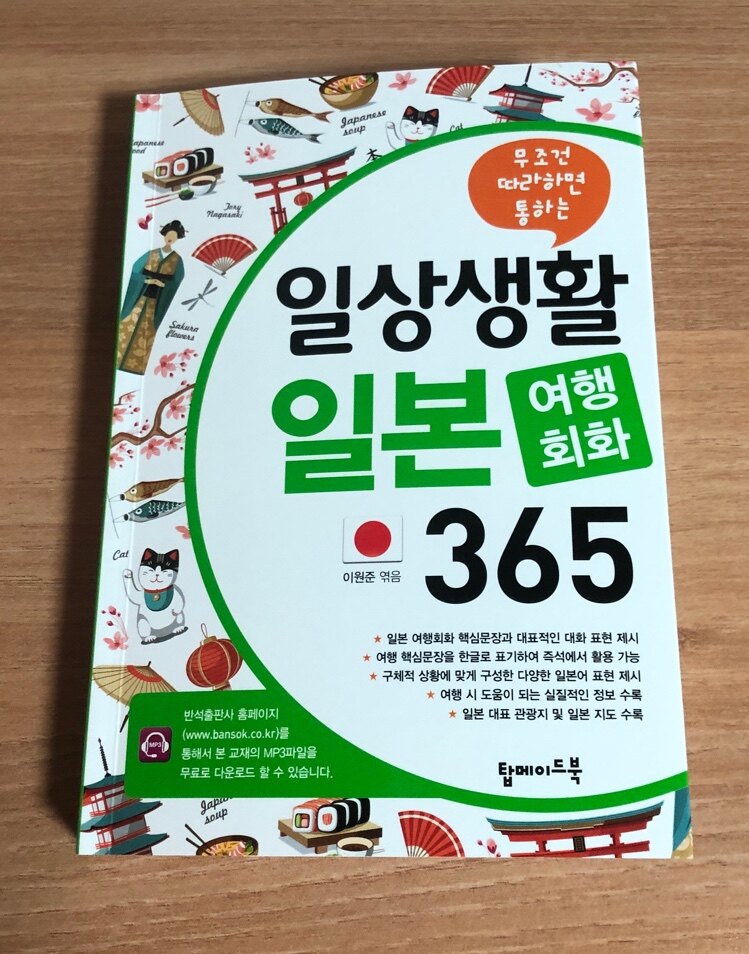 무조건
따라하면
통하는
일상생활
일본
여행
회화
365
이원준 엮음
★ 일본 여행회화 핵심문장과 대표적인 대화 표현 제시
★ 여행 핵심문장을 한글로 표기하여 즉석에서 활용 가능
★ 구체적 상황에 맞게 구성한 다양한 일본어 표현 제시
★ 여행 시 도움이 되는 실질적인 정보 수록
★ 일본 대표 관광지 및 일본 지도 수록
반석출판사 홈페이지
(www.bansok.co.kr)를
통해서 본 교재의 MP3파일을
무료로 다운로드 할 수 있습니다.
MP3
탑메이드북
Japanese
soup
Cat
Tory
Nagasaki
Sakura
flowers
Cat
soup